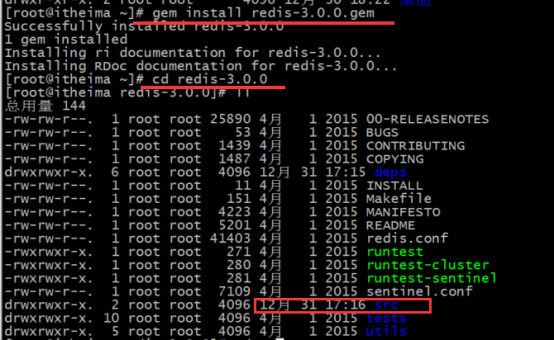 [root@itheima ~]# gem install redis-3.0.0.gem
Successfully installed redis-3.0.0
1 gem installed
Installing ri documentation for redis-3.0.0...
Installing RDoc documentation for redis-3.0.0...
[root@itheima ~]# cd redis-3.0.0
[root@itheima redis-3.0.0]# ll
总用量 144
-rw-rw-r--. 1 root root 25890 4月 1 2015 00-RELEASENOTES
-rw-rw-r--. 1 root root 53 4月 1 2015 BUGS
-rw-rw-r--. 1 root root 1439 4月 1 2015 CONTRIBUTING
-rw-rw-r--. 1 root root 1487 4月 1 2015 COPYING
drwxrwxr-x. 6 root root 4096 12月 31 17:15 deps
-rw-rw-r--. 1 root root 11 4月 1 2015 INSTALL
-rw-rw-r--. 1 root root 151 4月 1 2015 Makefile
-rw-rw-r--. 1 root root 4223 4月 1 2015 MANIFESTO
-rw-rw-r--. 1 root root 5201 4月 1 2015 README
-rw-rw-r--. 1 root root 41403 4月 1 2015 redis.conf
-rwxrwxr-x. 1 root root 271 4月 1 2015 runtest
-rwxrwxr-x. 1 root root 280 4月 1 2015 runtest-cluster
-rwxrwxr-x. 1 root root 281 4月 1 2015 runtest-sentinel
-rw-rw-r--. 1 root root 7109 4月 1 2015 sentinel.conf
drwxrwxr-x. 2 root root 4096 12月 31 17:16 src
drwxrwxr-x. 10 root root 4096 4月 1 2015 tests
drwxrwxr-x. 5 root root 4096 4月 1 2015 utils